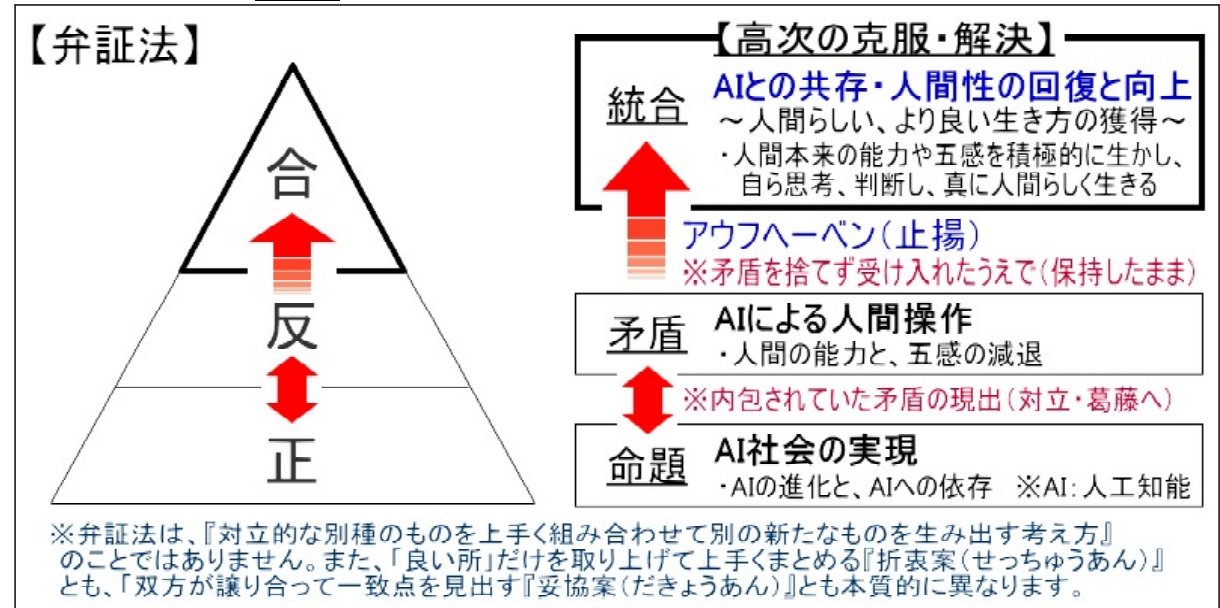 【弁証法】
合
反
正
【高次の克服・解決】
統合
AIとの共存・人間性の回復と向上
～人間らしい、より良い生き方の獲得～
・人間本来の能力や五感を積極的に生かし、
自ら思考、判断し、真に人間らしく生きる
アウフヘーベン(止揚)
※矛盾を捨てず受け入れたうえで(保持したまま)
矛盾
AIによる人間操作
・人間の能力と、五感の減退
※内包されていた矛盾の現出(対立・葛藤へ)
命題
AI社会の実現
・AIの進化と、AIへの依存 ※AI:人工知能
※弁証法は、『対立的な別種のものを上手く組み合わせて別の新たなものを生み出す考え方』
のことではありません。また、「良い所」だけを取り上げて上手くまとめる『折衷案(せっちゅうあん)』
とも、「双方が譲り合って一致点を見出す『妥協案(だきょうあん)』とも本質的に異なります。